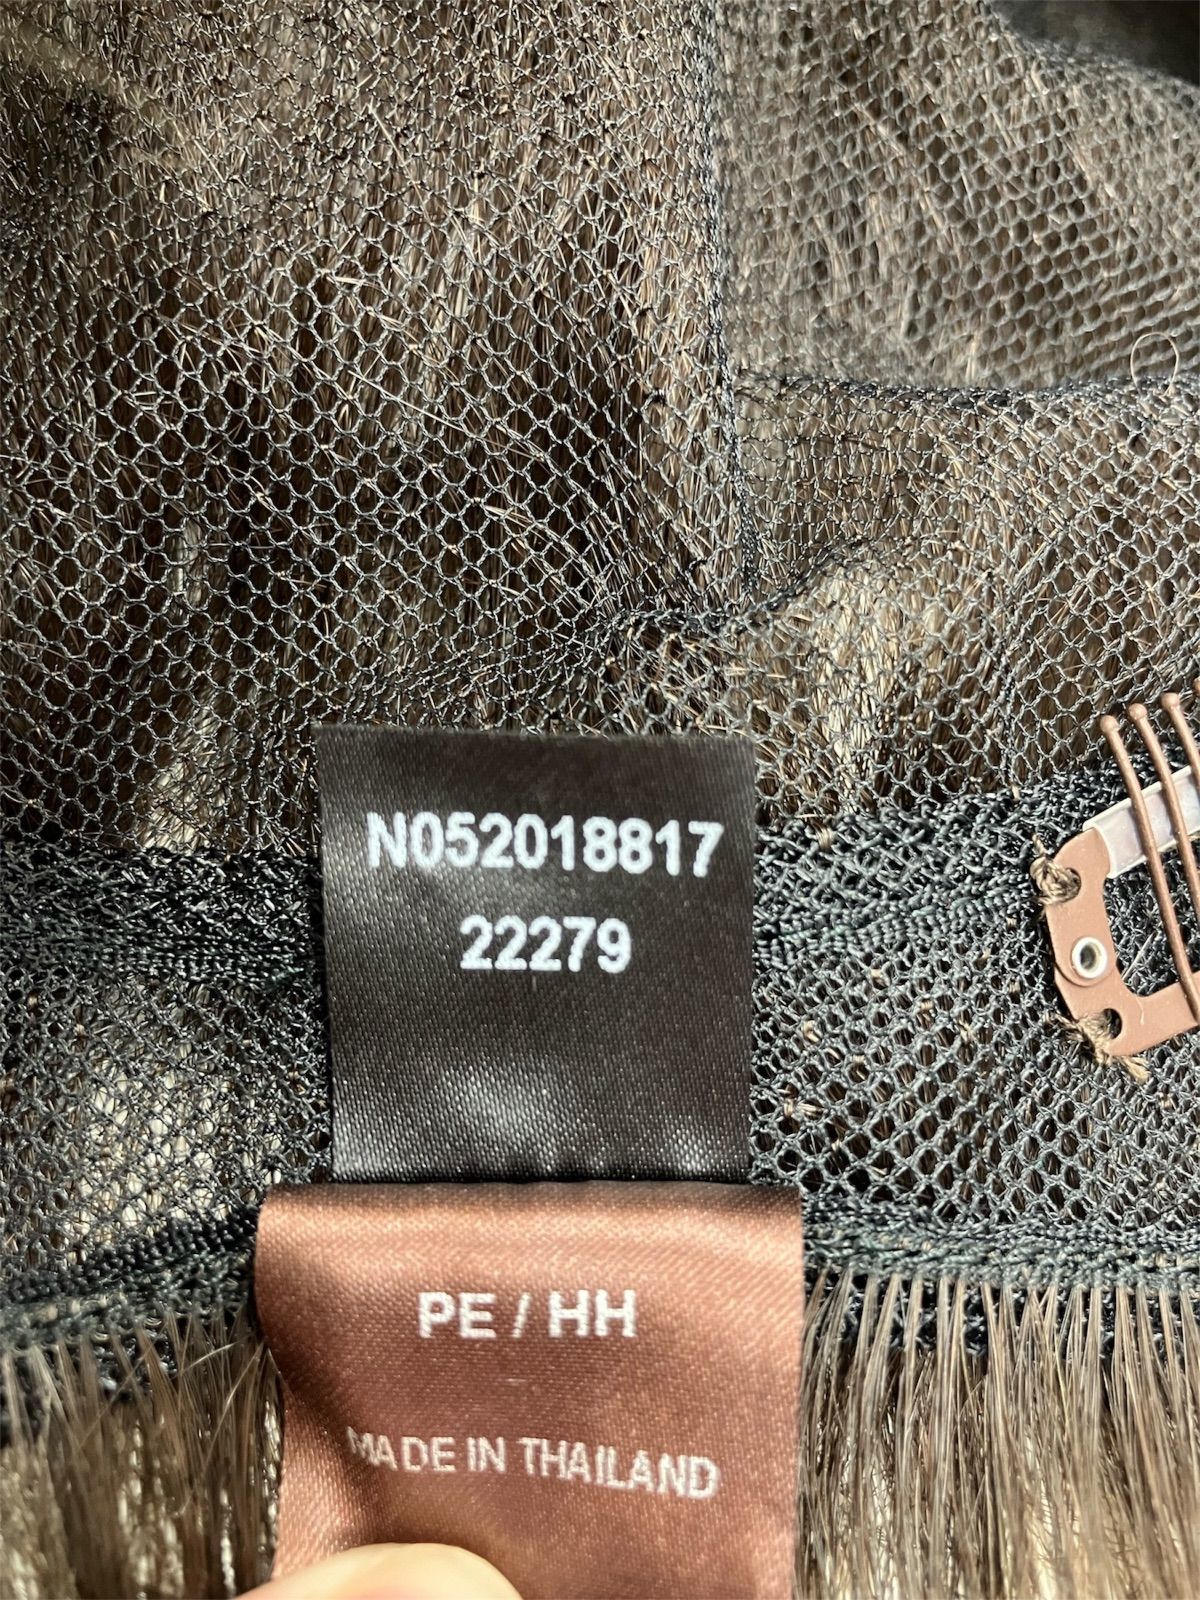 N052018817
22279
PE / HH
MADE IN THAILAND